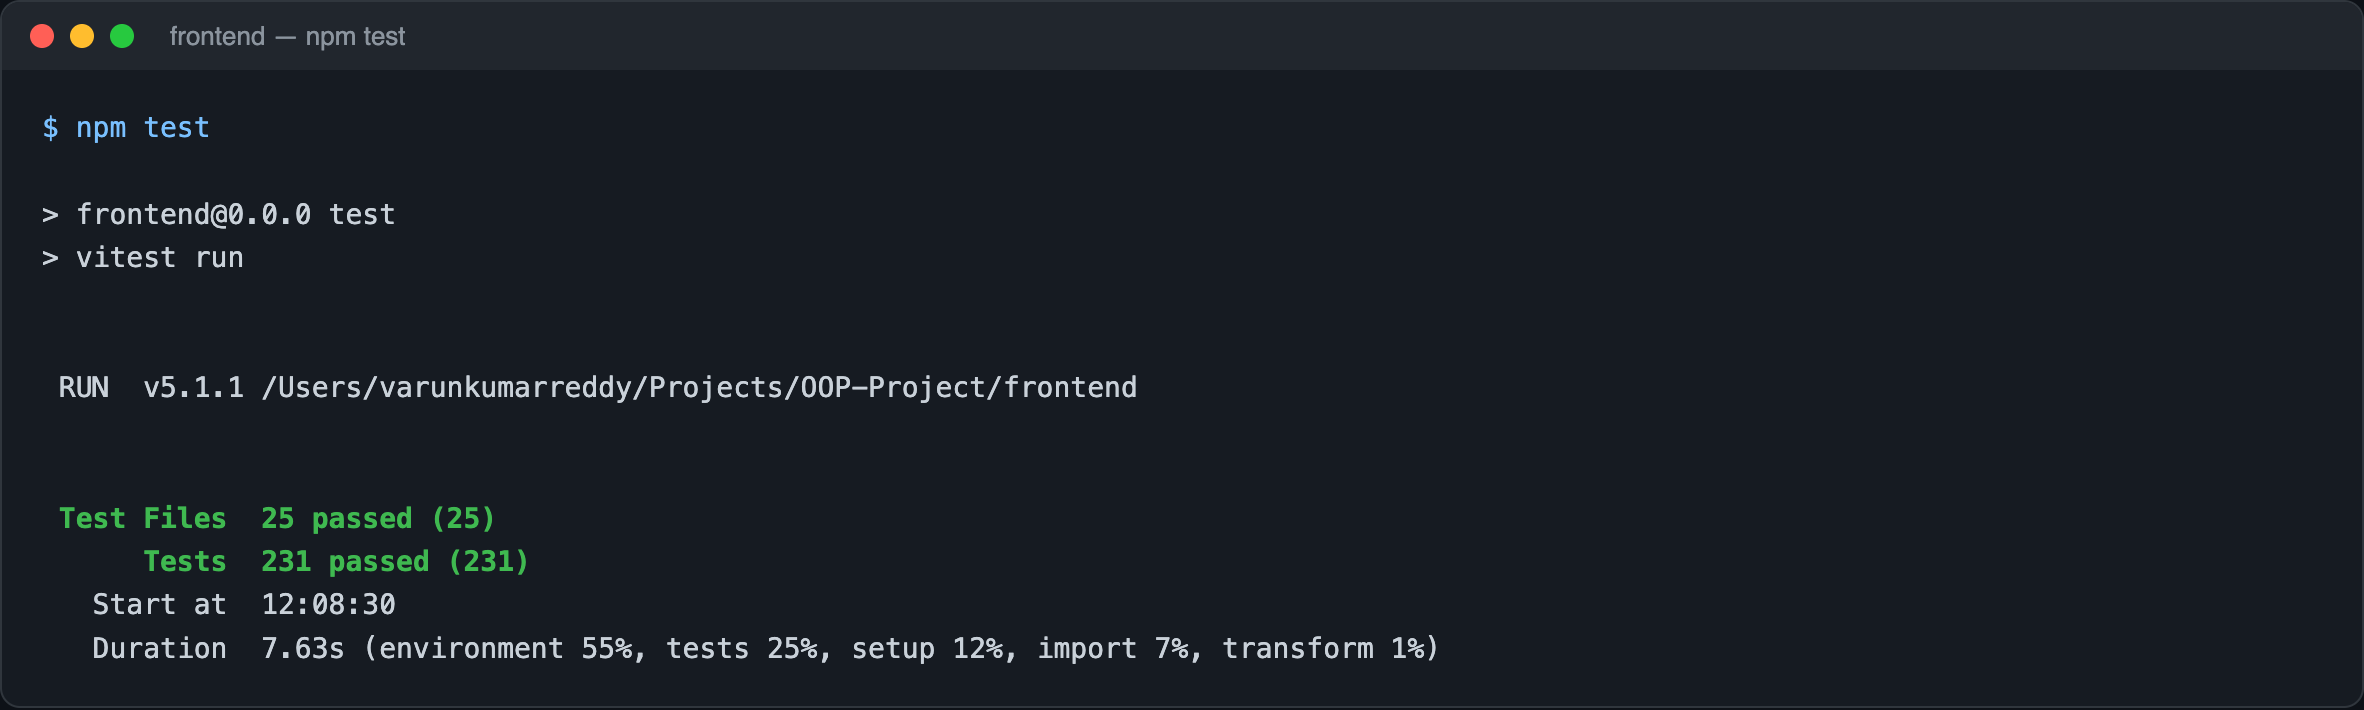 frontend — npm test
$ npm test
> frontend@0.0.0 test
> vitest run
RUN  v5.1.1 /Users/varunkumarreddy/Projects/OOP-Project/frontend
Test Files  25 passed (25)
Tests  231 passed (231)
Start at  12:08:30
Duration  7.63s (environment 55%, tests 25%, setup 12%, import 7%, transform 1%)